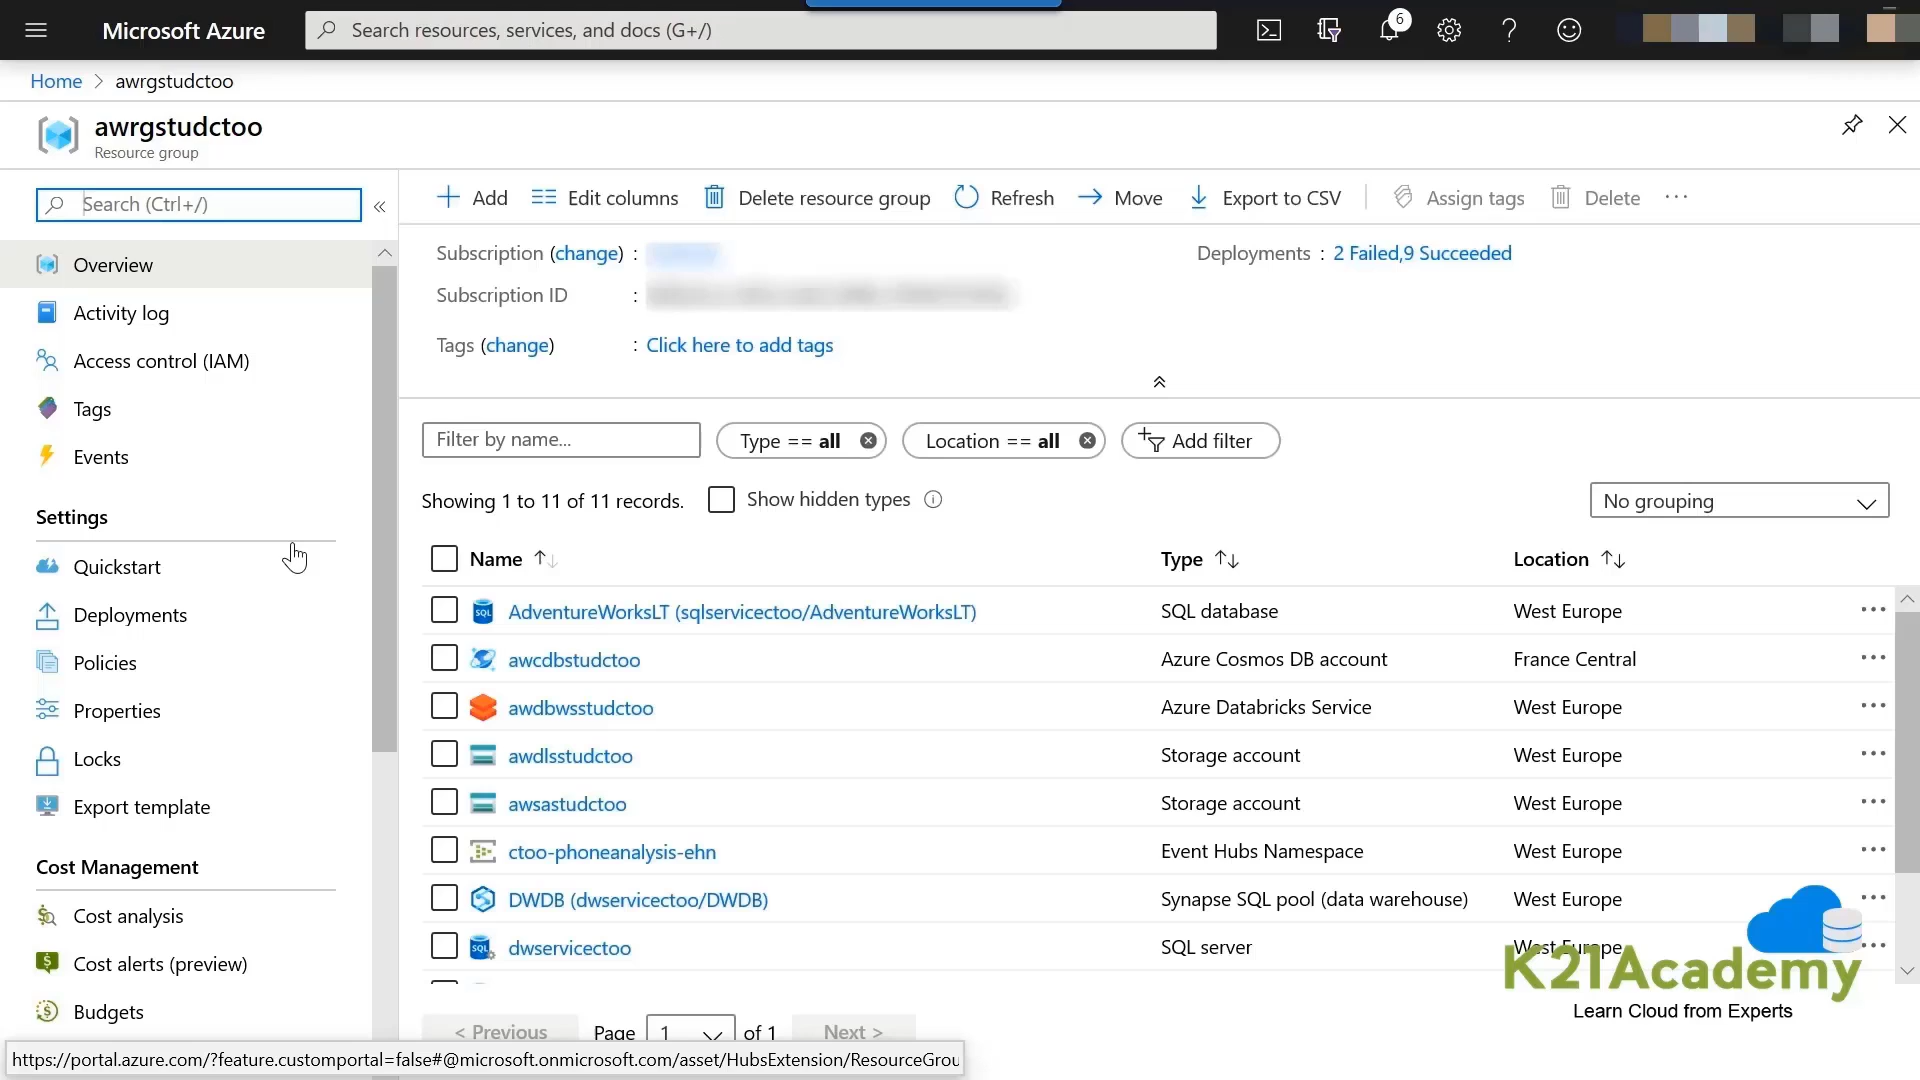 Microsoft Azure
Search resources, services, and docs (G+/)
6
Home > awrgstudctoo
awrgstudctoo
Resource group
Search (Ctrl+/)
«
Add
Edit columns
Delete resource group
Refresh
Move
Export to CSV
Assign tags
Delete
...
Overview
Activity log
Access control (IAM)
Tags
Events
Settings
Quickstart
Deployments
Policies
Properties
Locks
Export template
Cost Management
Cost analysis
Cost alerts (preview)
Budgets
Subscription (change) :
Subscription ID :
Tags (change) : Click here to add tags
Deployments : 2 Failed,9 Succeeded
Filter by name...
Type == all
Location == all
Add filter
Showing 1 to 11 of 11 records.
Show hidden types
No grouping
Name Type Location
AdventureWorksLT (sqlservicectoo/AdventureWorksLT) SQL database West Europe
awcdbstudctoo Azure Cosmos DB account France Central
awdbwsstudctoo Azure Databricks Service West Europe
awdlsstudctoo Storage account West Europe
awsastudctoo Storage account West Europe
ctoo-phoneanalysis-ehn Event Hubs Namespace West Europe
DWDB (dwservicectoo/DWDB) Synapse SQL pool (data warehouse) West Europe
dwservicectoo SQL server West Europe
< Previous Page 1 of 1 Next >
K21Academy
Learn Cloud from Experts
https://portal.azure.com/?feature.customportal=false#@microsoft.onmicrosoft.com/asset/HubsExtension/ResourceGrou